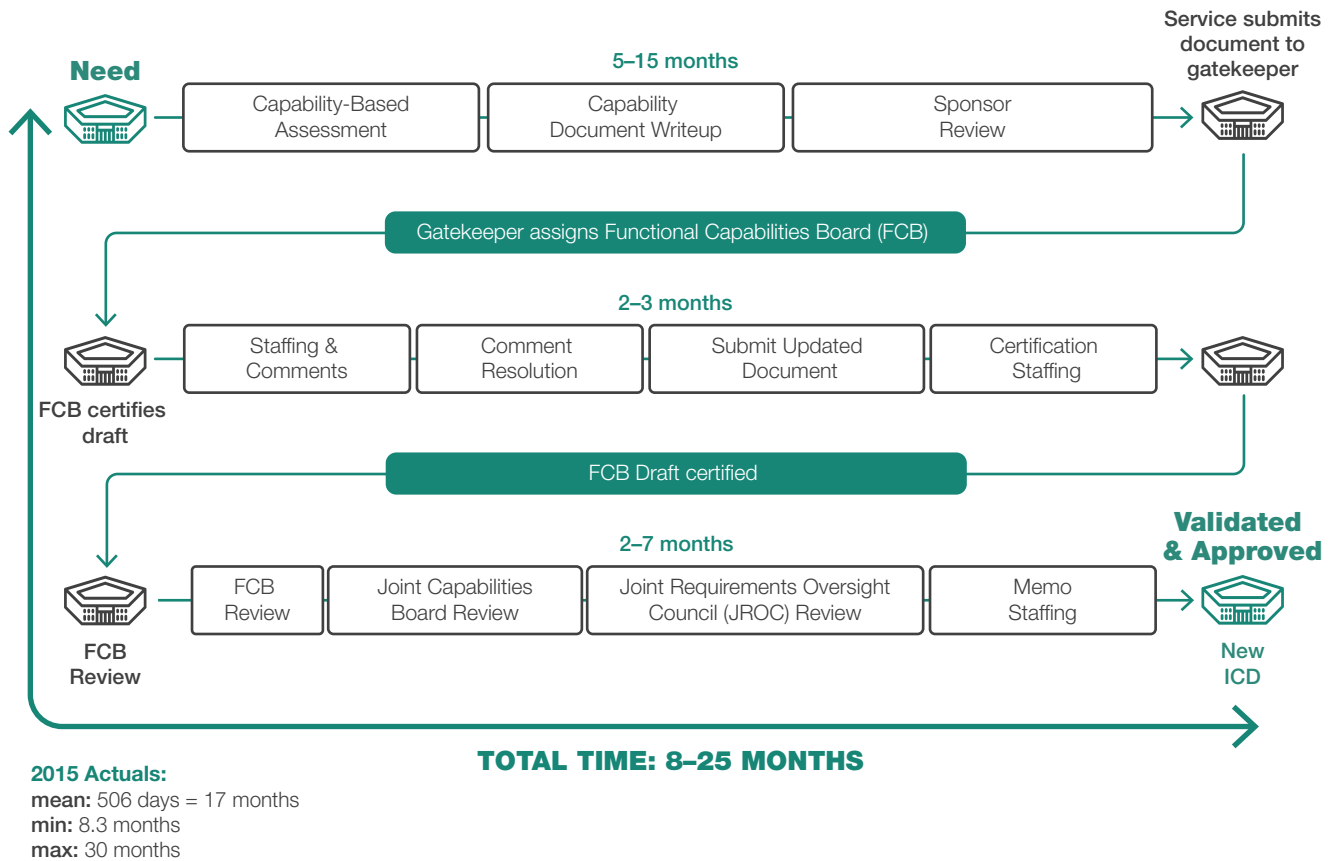 Need
5–15 months
Service submits
document to
gatekeeper
Capability-Based
Assessment
Capability
Document Writeup
Sponsor
Review
Gatekeeper assigns Functional Capabilities Board (FCB)
2–3 months
FCB certifies
draft
Staffing &
Comments
Comment
Resolution
Submit Updated
Document
Certification
Staffing
FCB Draft certified
2–7 months
Validated
& Approved
FCB
Review
FCB
Review
Joint Capabilities
Board Review
Joint Requirements Oversight
Council (JROC) Review
Memo
Staffing
New
ICD
TOTAL TIME: 8–25 MONTHS
2015 Actuals:
mean: 506 days = 17 months
min: 8.3 months
max: 30 months